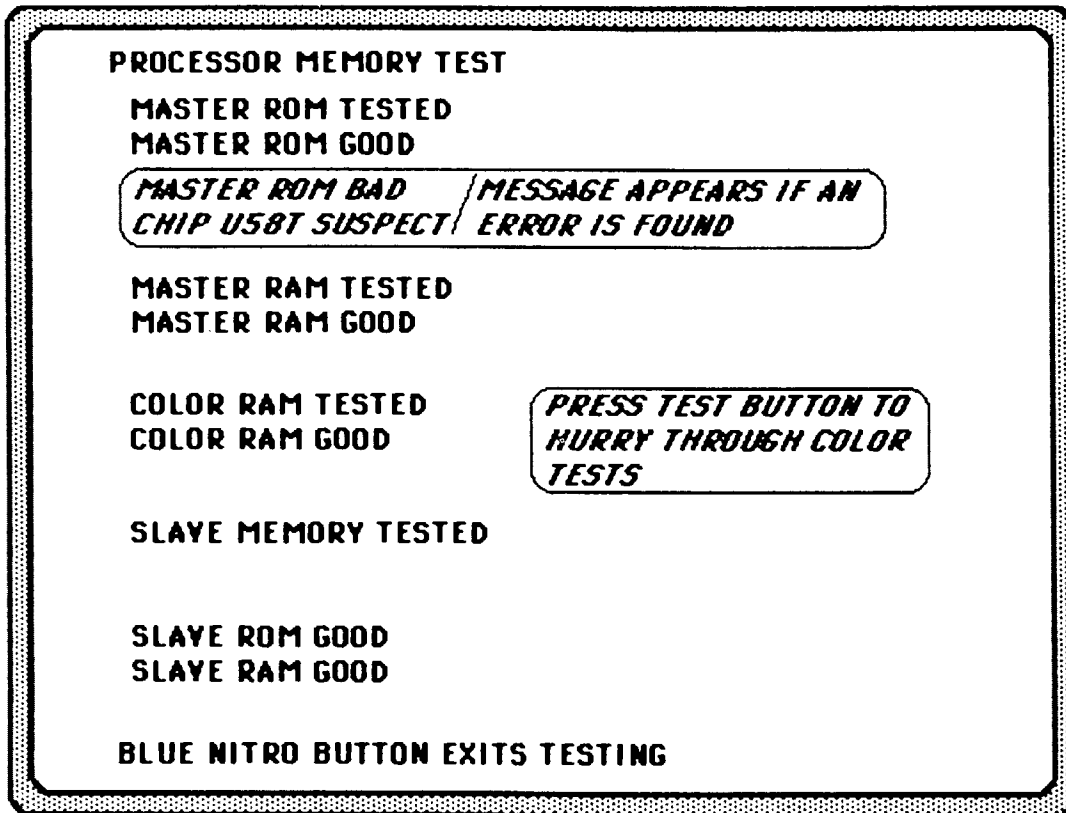 PROCESSOR MEMORY TEST
MASTER ROM TESTED
MASTER ROM GOOD
MASTER ROM BAD / MESSAGE APPEARS IF AN
CHIP U58T SUSPECT / ERROR IS FOUND
MASTER RAM TESTED
MASTER RAM GOOD
COLOR RAM TESTED
COLOR RAM GOOD
PRESS TEST BUTTON TO
HURRY THROUGH COLOR
TESTS
SLAVE MEMORY TESTED
SLAVE ROM GOOD
SLAVE RAM GOOD
BLUE NITRO BUTTON EXITS TESTING